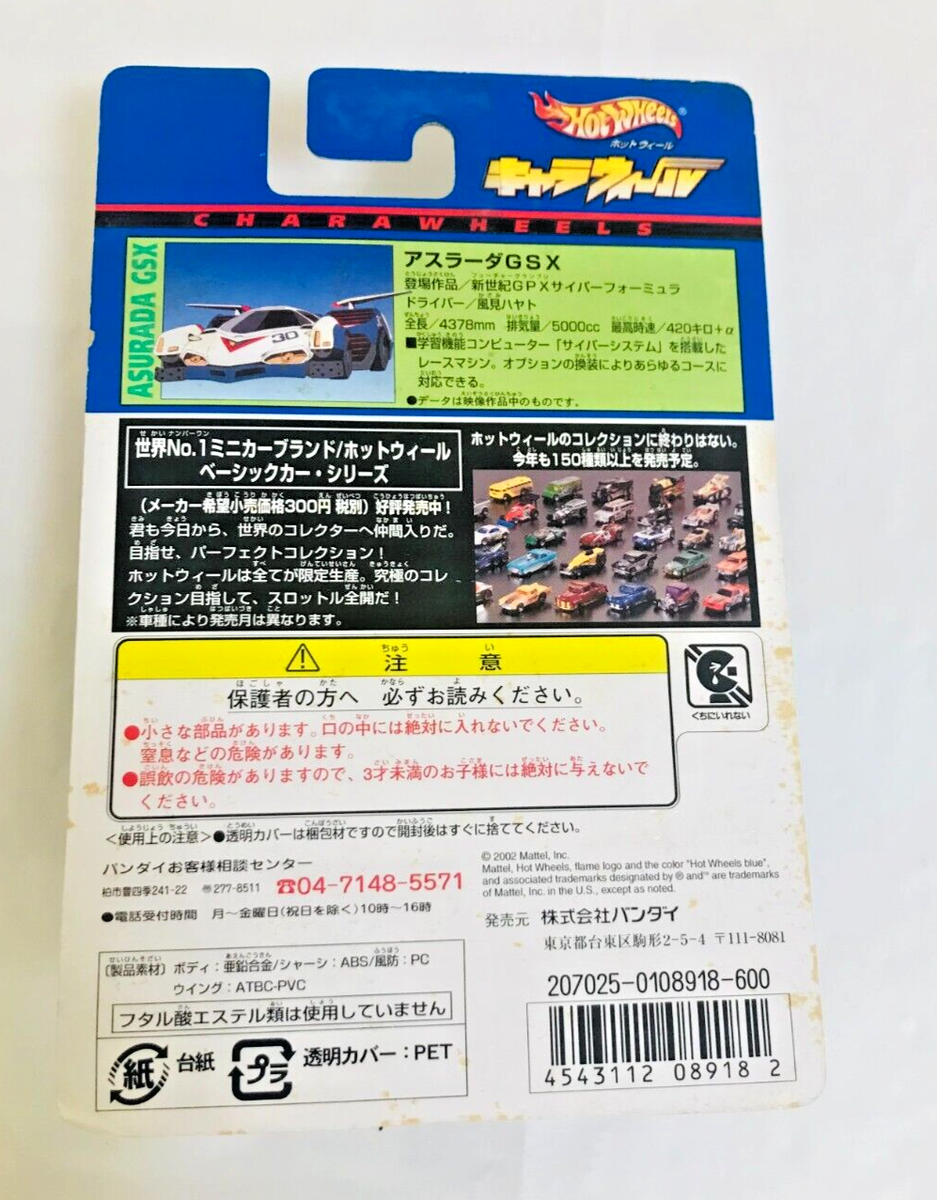 Hot Wheels®
ホットウィール
キャラウィール
CHARAWHEELS
ASURADA GSX
30
アスラーダGSX
登場作品/新世紀GPXサイバーフォーミュラ
ドライバー/風見ハヤト
全長/4378mm 排気量/5000cc 最高時速/420キロ+α
■学習機能コンピューター「サイバーシステム」を搭載した
レースマシン。オプションの換装によりあらゆるコースに
対応できる。
●データは映像作品中のものです。
世界No.1ミニカーブランド/ホットウィール
ベーシックカー・シリーズ
(メーカー希望小売価格300円 税別)好評発売中!
君も今日から、世界のコレクターへ仲間入りだ。
目指せ、パーフェクトコレクション!
ホットウィールは全てが限定生産。究極のコレ
クション目指して、スロットル全開だ!
※車種により発売月は異なります。
ホットウィールのコレクションに終わりはない。
今年も150種類以上を発売予定。
注意
保護者の方へ 必ずお読みください。
●小さな部品があります。口の中には絶対に入れないでください。
窒息などの危険があります。
●誤飲の危険がありますので、3才未満のお子様には絶対に与えないで
ください。
くちにいれない
<使用上の注意>●透明カバーは梱包材ですので開封後はすぐに捨ててください。
バンダイお客様相談センター
柏市豊四季241-22 〠277-8511 ☎04-7148-5571
●電話受付時間 月〜金曜日(祝日を除く)10時〜16時
© 2002 Mattel, Inc.
Mattel, Hot Wheels, flame logo and the color "Hot Wheels blue",
and associated trademarks designated by ® and™ are trademarks
of Mattel, Inc. in the U.S., except as noted.
発売元 株式会社バンダイ
東京都台東区駒形2-5-4 〒111-8081
〔製品素材〕ボディ:亜鉛合金/シャーシ:ABS/風防:PC
ウイング:ATBC-PVC
フタル酸エステル類は使用していません
紙 台紙 プラ 透明カバー:PET
207025-0108918-600
4543112 08918 2